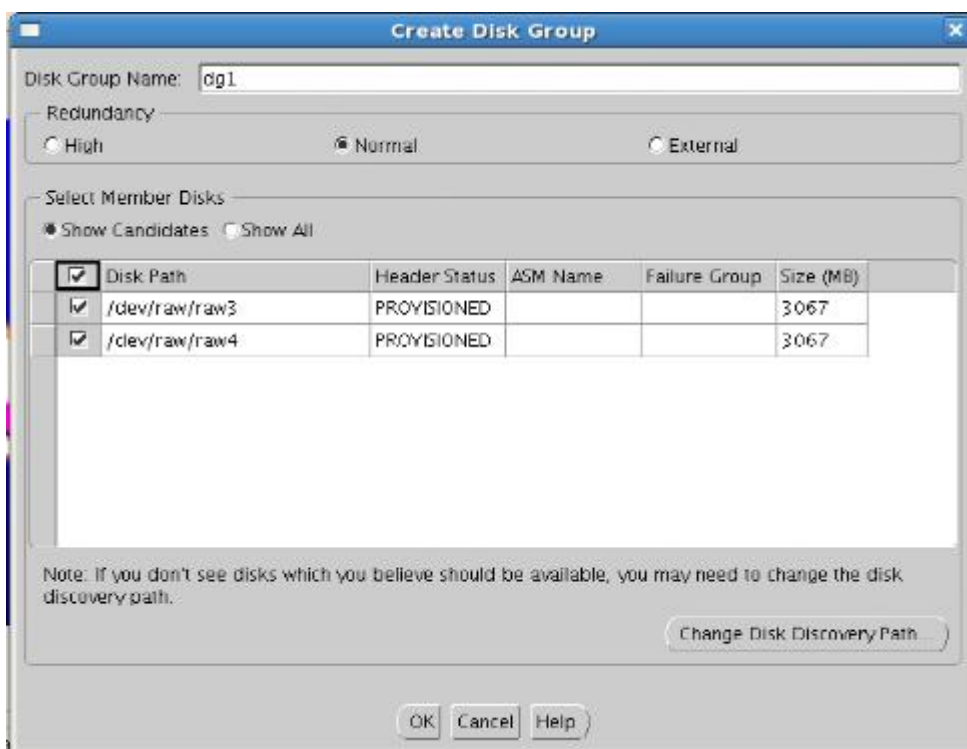 Create Disk Group
Disk Group Name: dg1
Redundancy
High Normal External
Select Member Disks
Show Candidates Show All
Disk Path Header Status ASM Name Failure Group Size (MB)
/dev/raw/raw3 PROVISIONED 3067
/dev/raw/raw4 PROVISIONED 3067
Note: If you don't see disks which you believe should be available, you may need to change the disk
discovery path.
Change Disk Discovery Path...
OK Cancel Help